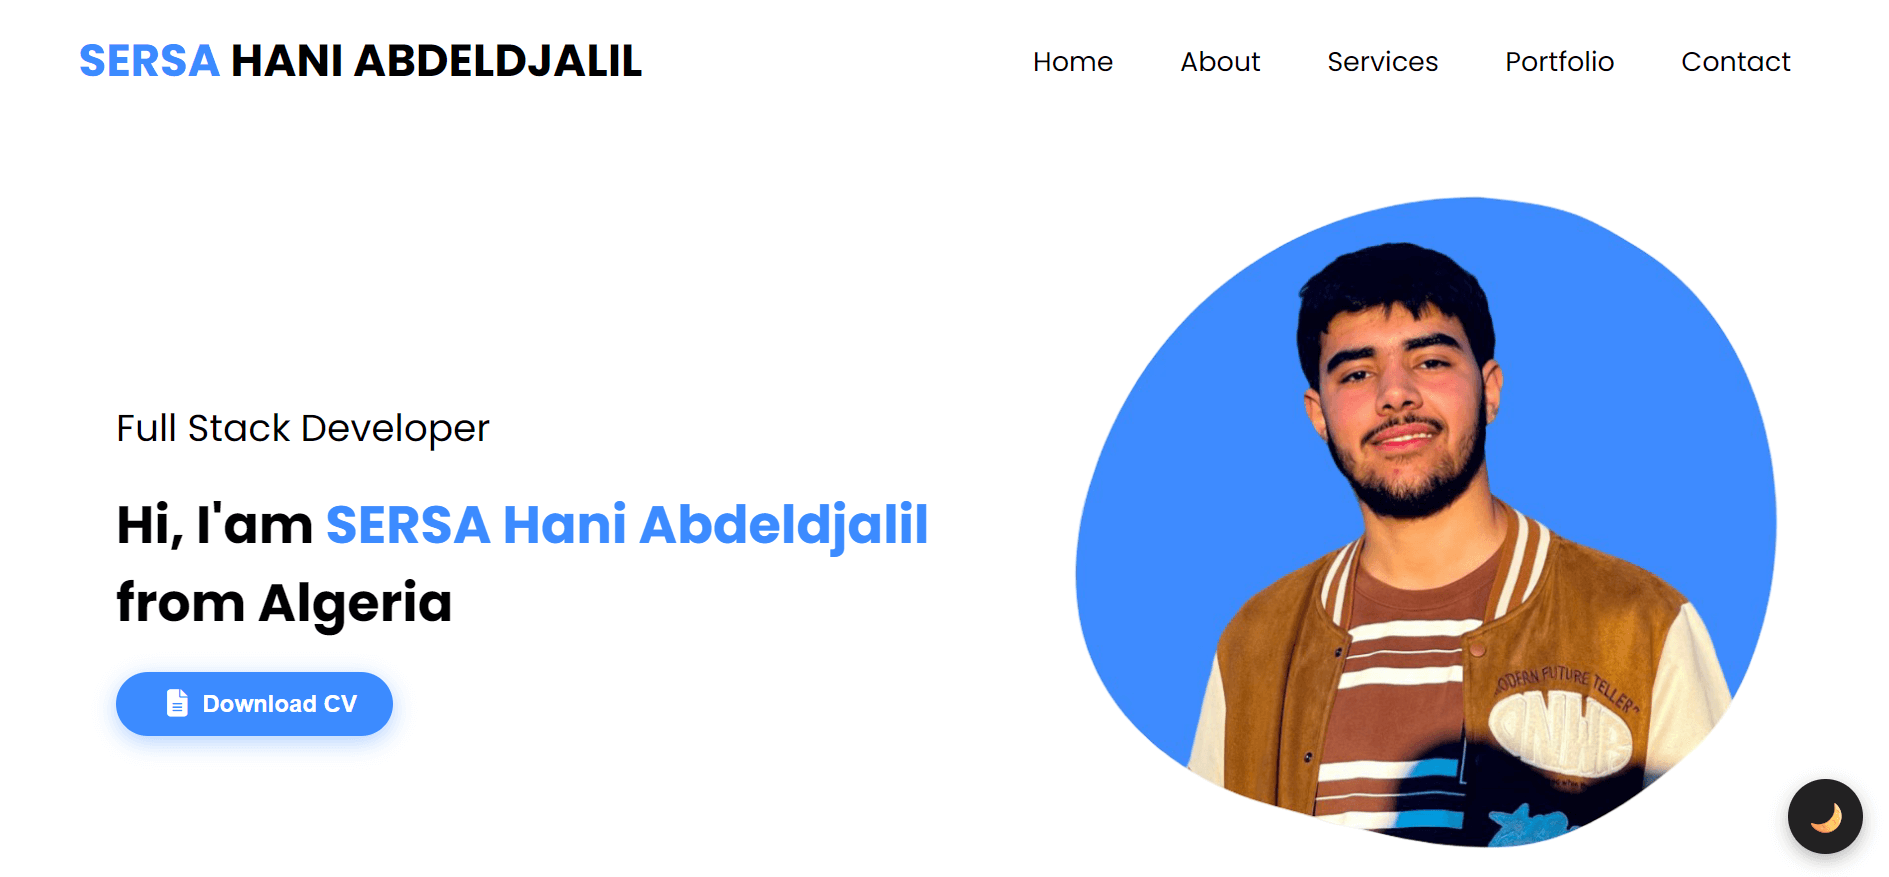 SERSA HANI ABDELDJALIL
Home About Services Portfolio Contact
Full Stack Developer
Hi, I'am SERSA Hani Abdeldjalil
from Algeria
Download CV
MODERN FUTURE TELLER